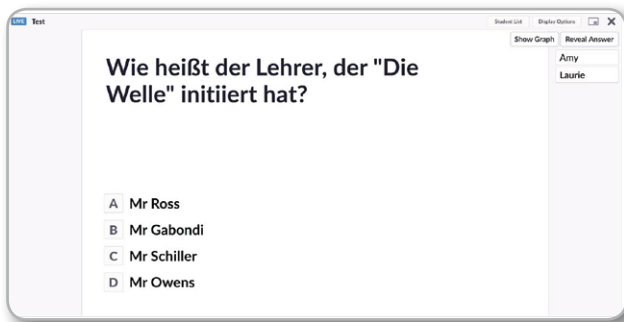 LIVE Test Student List Display Options
Show Graph Reveal Answer
Amy
Laurie
Wie heißt der Lehrer, der "Die
Welle" initiiert hat?
A Mr Ross
B Mr Gabondi
C Mr Schiller
D Mr Owens